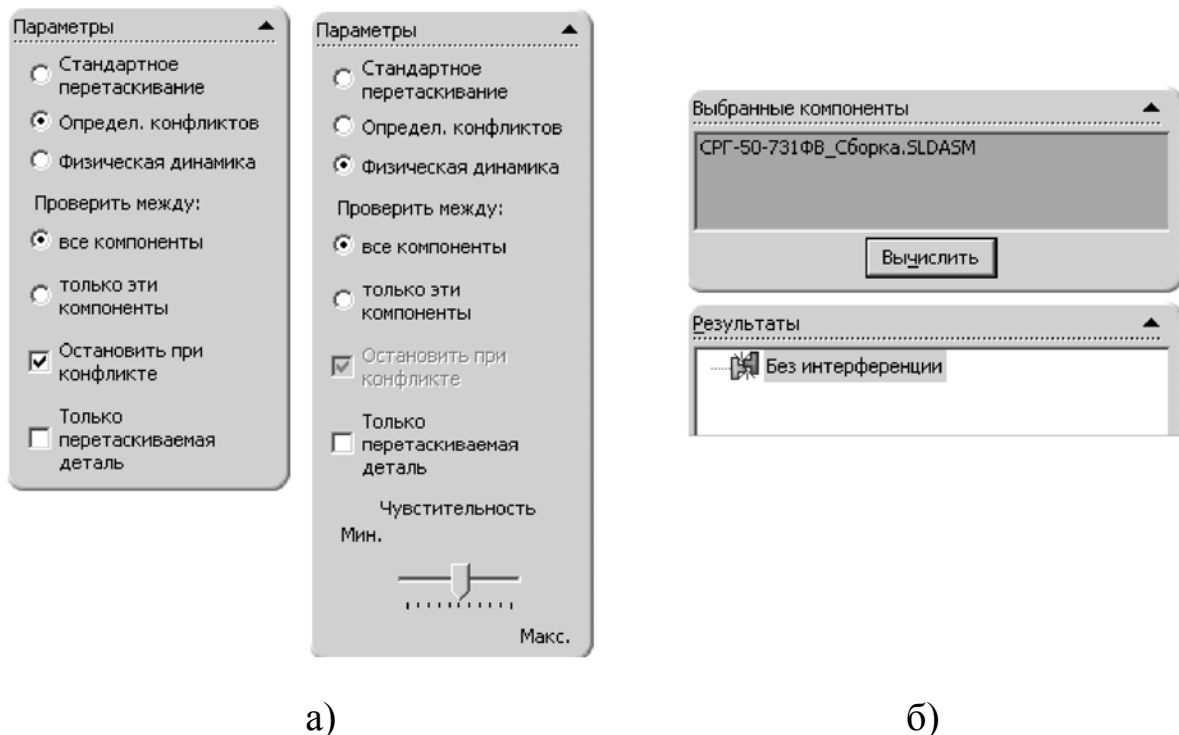 Параметры
Стандартное
перетаскивание
Определ. конфликтов
Физическая динамика
Проверить между:
все компоненты
только эти
компоненты
Остановить при
конфликте
Только
перетаскиваемая
деталь
Параметры
Стандартное
перетаскивание
Определ. конфликтов
Физическая динамика
Проверить между:
все компоненты
только эти
компоненты
Остановить при
конфликте
Только
перетаскиваемая
деталь
Чувстительность
Мин.
Макс.
а)
Выбранные компоненты
СРГ-50-731ФВ_Сборка.SLDASM
Вычислить
Результаты
Без интерференции
б)